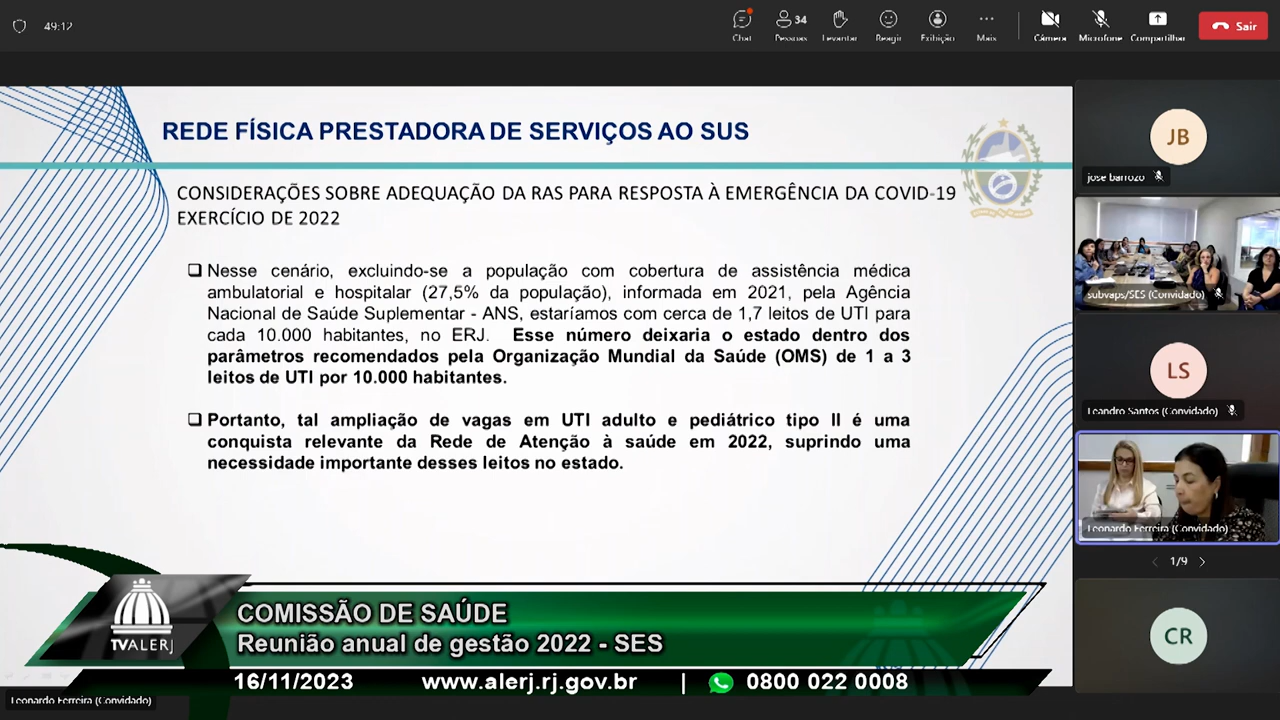 49:12
Chat
34
Pessoas
Levantar
Reagir
Exibição
Mais
Câmera
Microfone
Compartilhar
Sair
REDE FÍSICA PRESTADORA DE SERVIÇOS AO SUS
CONSIDERAÇÕES SOBRE ADEQUAÇÃO DA RAS PARA RESPOSTA À EMERGÊNCIA DA COVID-19
EXERCÍCIO DE 2022
Nesse cenário, excluindo-se a população com cobertura de assistência médica
ambulatorial e hospitalar (27,5% da população), informada em 2021, pela Agência
Nacional de Saúde Suplementar - ANS, estaríamos com cerca de 1,7 leitos de UTI para
cada 10.000 habitantes, no ERJ. Esse número deixaria o estado dentro dos
parâmetros recomendados pela Organização Mundial da Saúde (OMS) de 1 a 3
leitos de UTI por 10.000 habitantes.
Portanto, tal ampliação de vagas em UTI adulto e pediátrico tipo II é uma
conquista relevante da Rede de Atenção à saúde em 2022, suprindo uma
necessidade importante desses leitos no estado.
JB
jose barrozo
subvaps/SES (Convidado)
LS
Leandro Santos (Convidado)
Leonardo Ferreira (Convidado)
1/9
CR
TVALERJ
COMISSÃO DE SAÚDE
Reunião anual de gestão 2022 - SES
16/11/2023 www.alerj.rj.gov.br | 0800 022 0008
Leonardo Ferreira (Convidado)